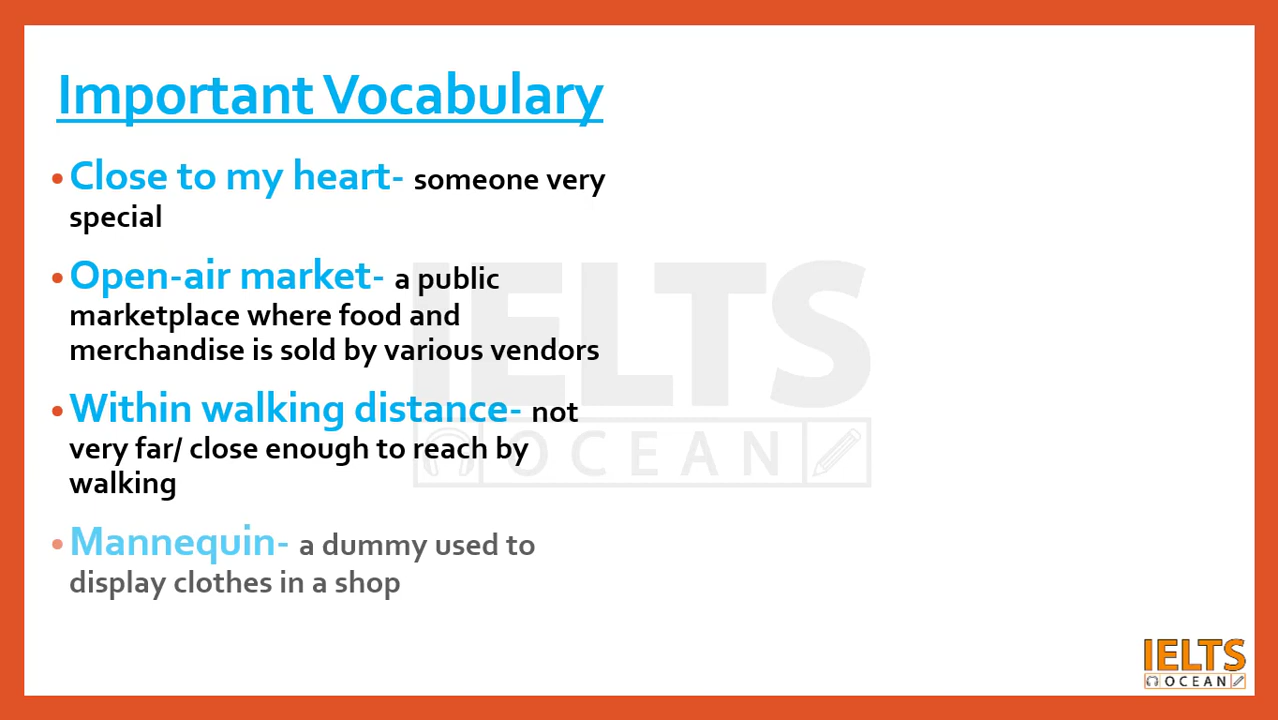 Important Vocabulary
•Close to my heart- someone very
special
•Open-air market- a public
marketplace where food and
merchandise is sold by various vendors
•Within walking distance- not
very far/ close enough to reach by
walking
•Mannequin- a dummy used to
display clothes in a shop
IELTS
OCEAN
IELTS
OCEAN